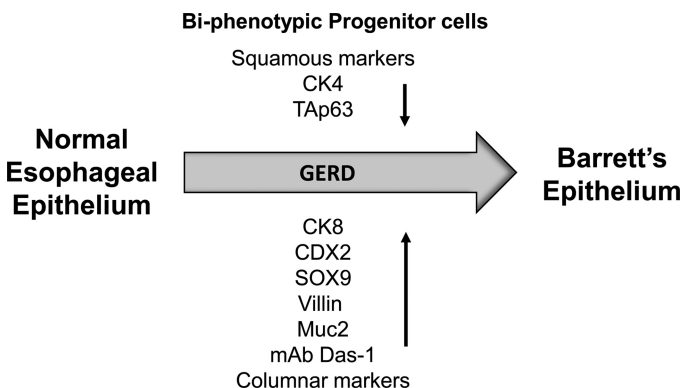 Bi-phenotypic Progenitor cells
Squamous markers
CK4
TAp63
Normal
Esophageal
Epithelium
GERD
Barrett's
Epithelium
CK8
CDX2
SOX9
Villin
Muc2
mAb Das-1
Columnar markers